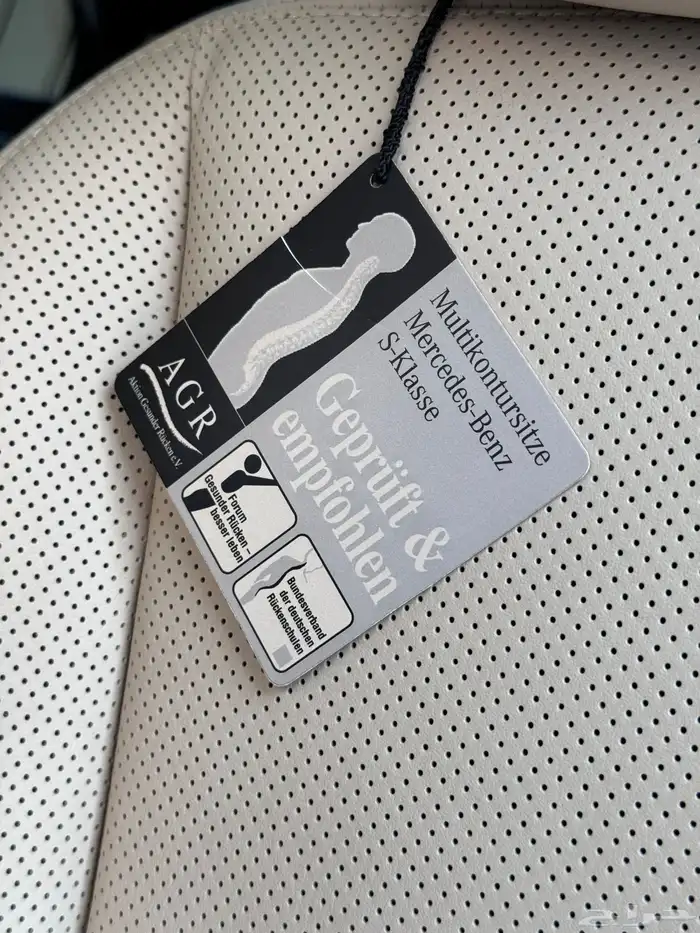 Multikontursitze
Mercedes-Benz
S-Klasse
Geprüft &
empfohlen
AGR
Aktion Gesunder Rücken e.V.
Forum
Gesunder Rücken –
besser leben
Bundesverband
der deutschen
Rückenschulen
حراج